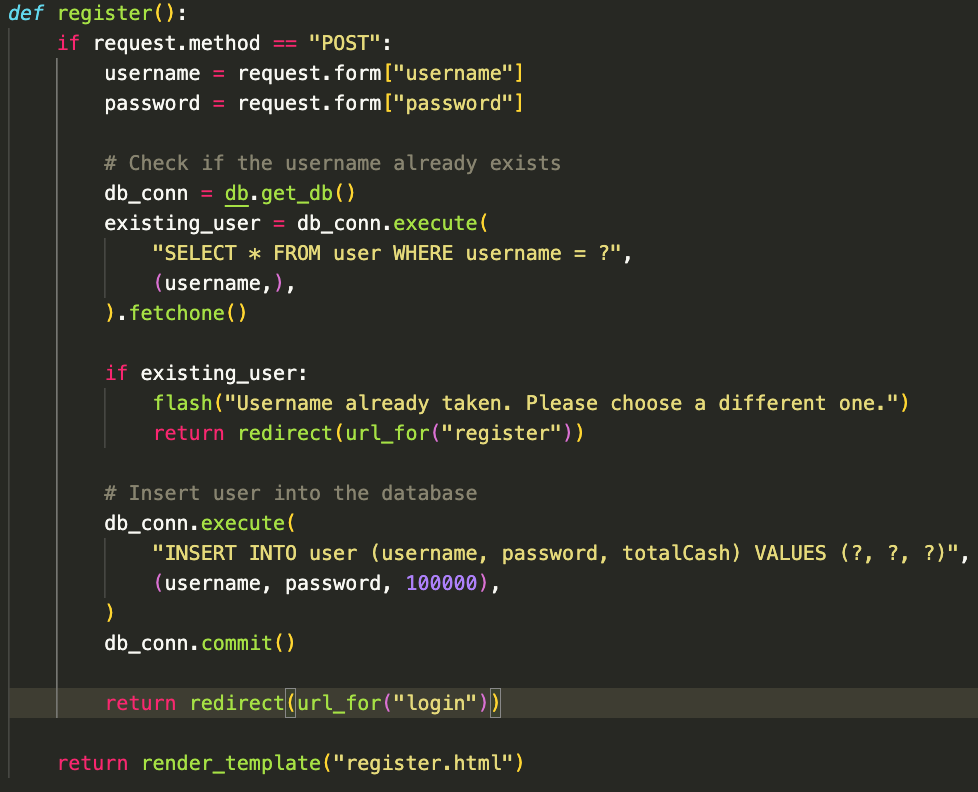 def register():
    if request.method == "POST":
        username = request.form["username"]
        password = request.form["password"]

        # Check if the username already exists
        db_conn = db.get_db()
        existing_user = db_conn.execute(
            "SELECT * FROM user WHERE username = ?",
            (username,),
        ).fetchone()

        if existing_user:
            flash("Username already taken. Please choose a different one.")
            return redirect(url_for("register"))

        # Insert user into the database
        db_conn.execute(
            "INSERT INTO user (username, password, totalCash) VALUES (?, ?, ?)",
            (username, password, 100000),
        )
        db_conn.commit()

        return redirect(url_for("login"))

    return render_template("register.html")